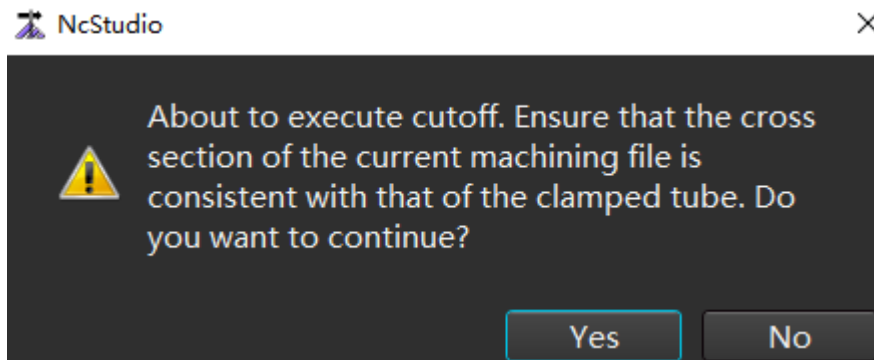 NcStudio
About to execute cutoff. Ensure that the cross
section of the current machining file is
consistent with that of the clamped tube. Do
you want to continue?
Yes
No